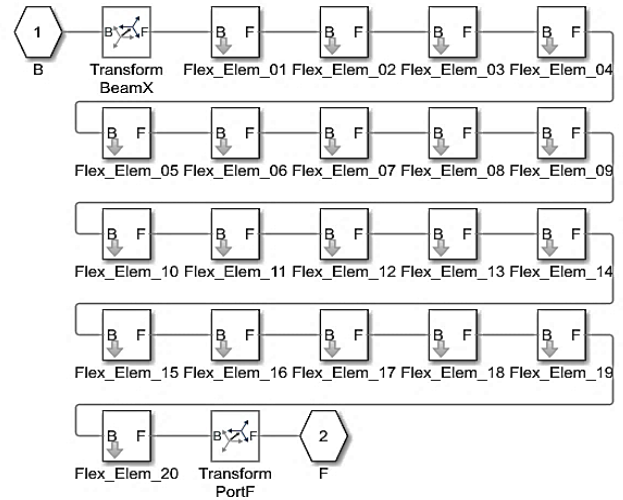 1 B F B F B F B F B F
B Transform Flex_Elem_01 Flex_Elem_02 Flex_Elem_03 Flex_Elem_04
BeamX
B F B F B F B F B F
Flex_Elem_05 Flex_Elem_06 Flex_Elem_07 Flex_Elem_08 Flex_Elem_09
B F B F B F B F B F
Flex_Elem_10 Flex_Elem_11 Flex_Elem_12 Flex_Elem_13 Flex_Elem_14
B F B F B F B F B F
Flex_Elem_15 Flex_Elem_16 Flex_Elem_17 Flex_Elem_18 Flex_Elem_19
B F B F 2
Flex_Elem_20 Transform F
PortF